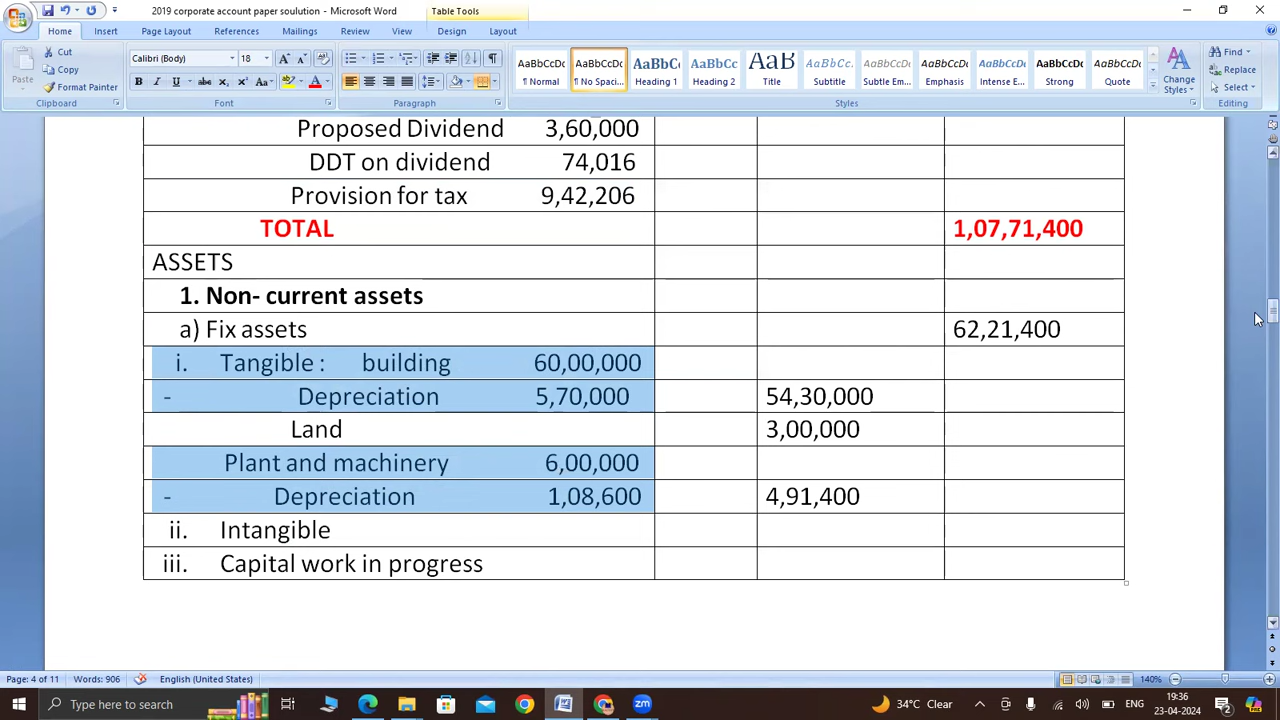 2019 corporate account paper soulution - Microsoft Word
Table Tools
Home Insert Page Layout References Mailings Review View Design Layout
Paste
Cut
Copy
Format Painter
Clipboard
Calibri (Body) 18
Font
Paragraph
AaBbCcDc ¶ Normal
AaBbCcDc ¶ No Spaci...
AaBbCc Heading 1
AaBbCc Heading 2
AaB Title
AaBbCc. Subtitle
AaBbCcDc Subtle Em...
AaBbCcDc Emphasis
AaBbCcDc Intense E...
AaBbCcDc Strong
AaBbCcDc Quote
Change Styles
Styles
Find
Replace
Select
Editing
Proposed Dividend 3,60,000
DDT on dividend 74,016
Provision for tax 9,42,206
TOTAL 1,07,71,400
ASSETS
1. Non- current assets
a) Fix assets 62,21,400
i. Tangible : building 60,00,000
- Depreciation 5,70,000 54,30,000
Land 3,00,000
Plant and machinery 6,00,000
- Depreciation 1,08,600 4,91,400
ii. Intangible
iii. Capital work in progress
Page: 4 of 11 Words: 906 English (United States) 140%
Type here to search
34°C Clear
ENG
19:36
23-04-2024
2